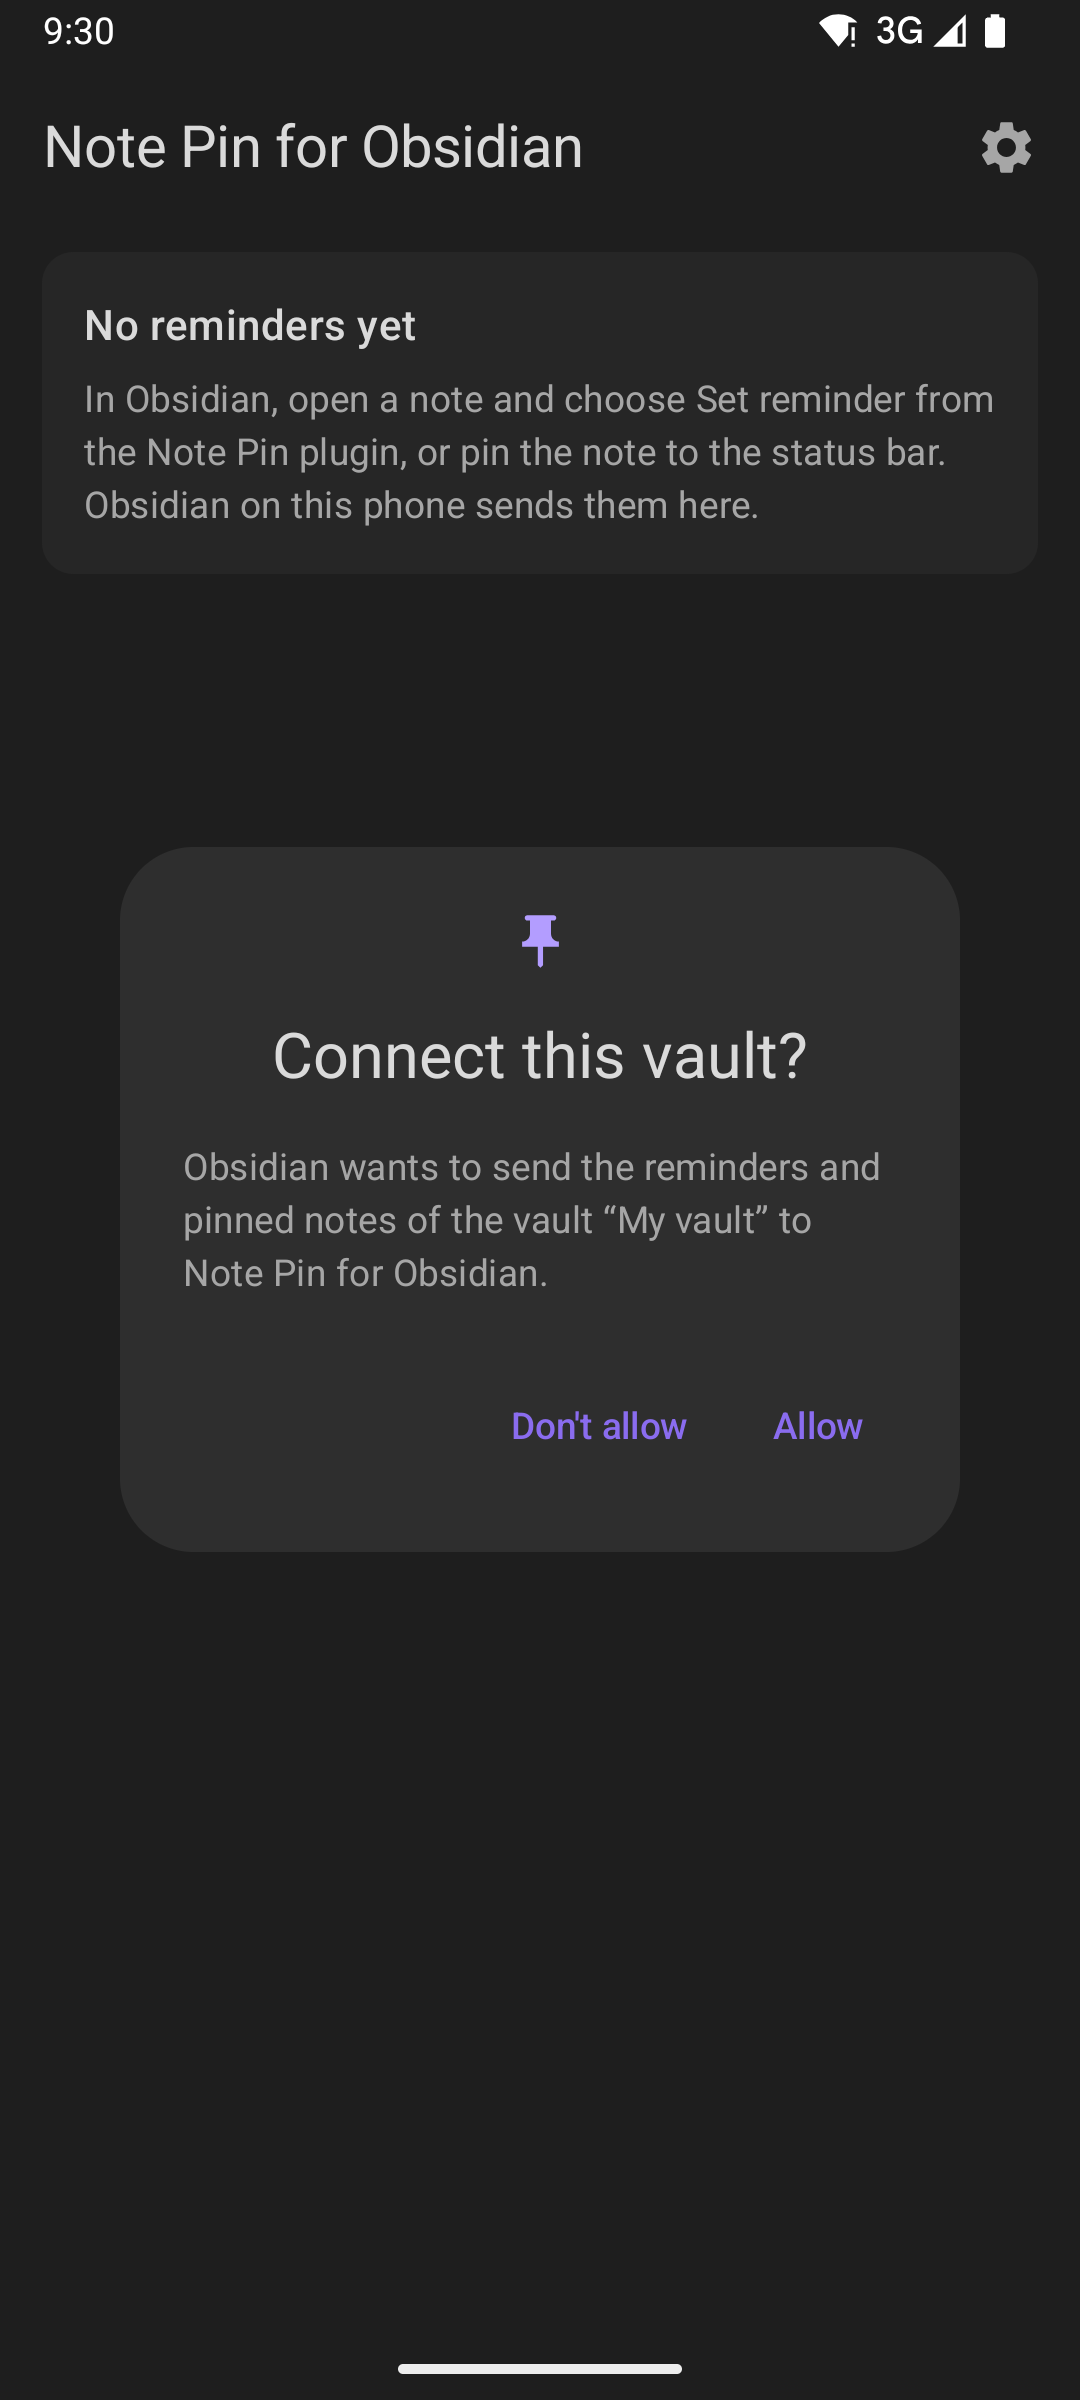 9:30
3G
Note Pin for Obsidian
No reminders yet
In Obsidian, open a note and choose Set reminder from
the Note Pin plugin, or pin the note to the status bar.
Obsidian on this phone sends them here.
Connect this vault?
Obsidian wants to send the reminders and
pinned notes of the vault “My vault” to
Note Pin for Obsidian.
Don't allow
Allow